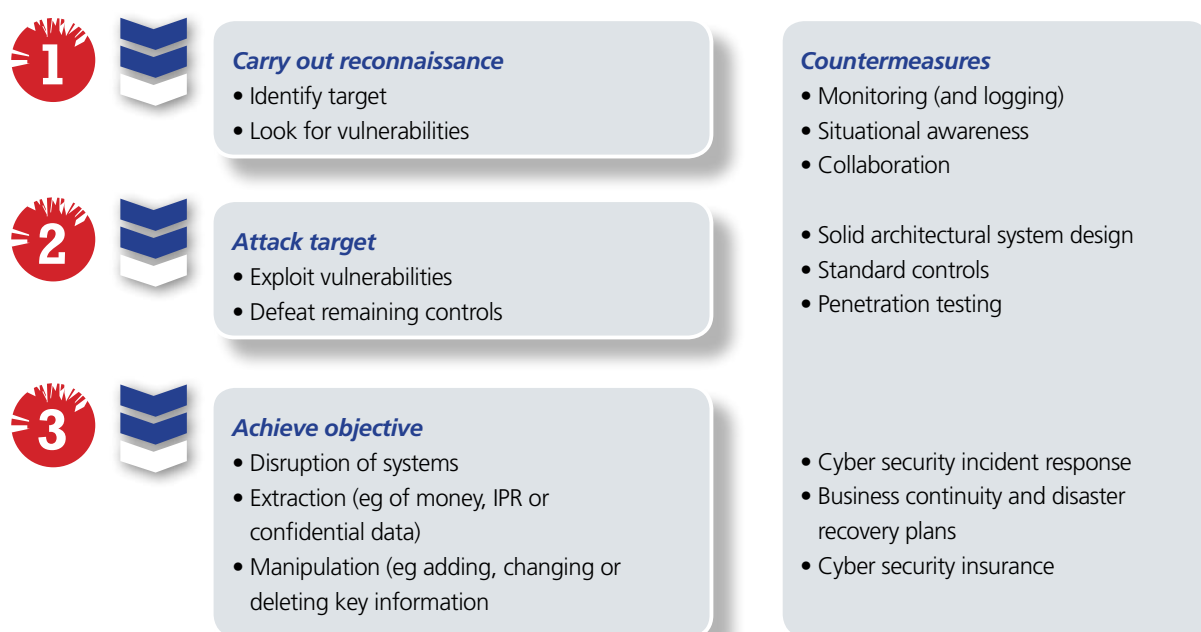 1
Carry out reconnaissance
• Identify target
• Look for vulnerabilities
2
Attack target
• Exploit vulnerabilities
• Defeat remaining controls
3
Achieve objective
• Disruption of systems
• Extraction (eg of money, IPR or
confidential data)
• Manipulation (eg adding, changing or
deleting key information
Countermeasures
• Monitoring (and logging)
• Situational awareness
• Collaboration
• Solid architectural system design
• Standard controls
• Penetration testing
• Cyber security incident response
• Business continuity and disaster
recovery plans
• Cyber security insurance